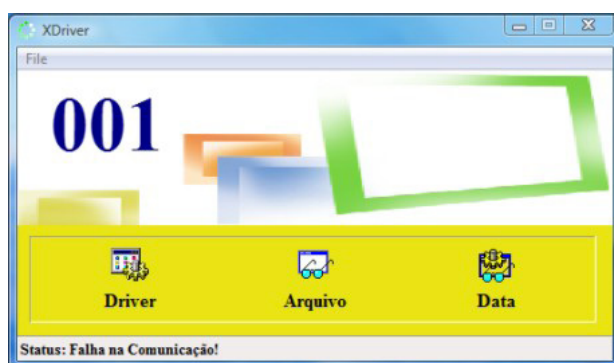 XDriver
File
001
Driver Arquivo Data
Status: Falha na Comunicação!